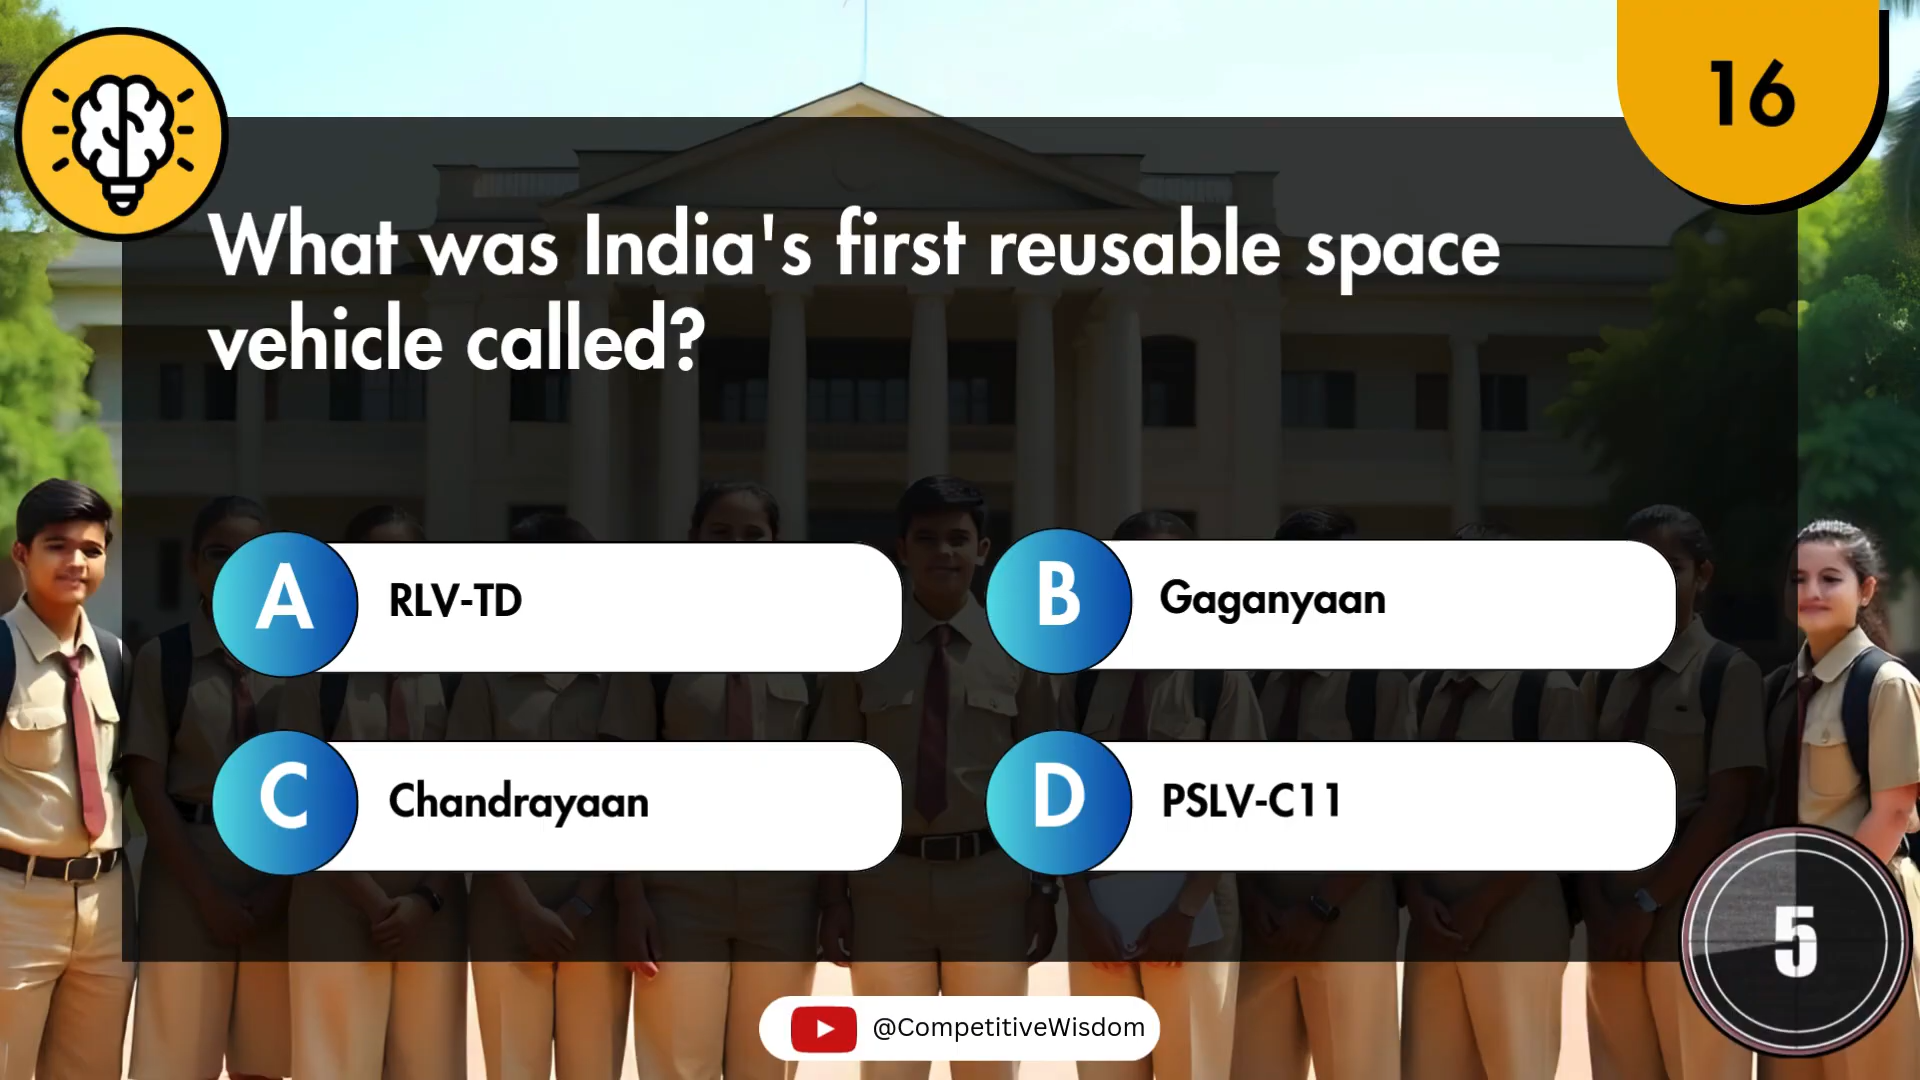 16
What was India's first reusable space
vehicle called?
A RLV-TD
B Gaganyaan
C Chandrayaan
D PSLV-C11
5
@CompetitiveWisdom